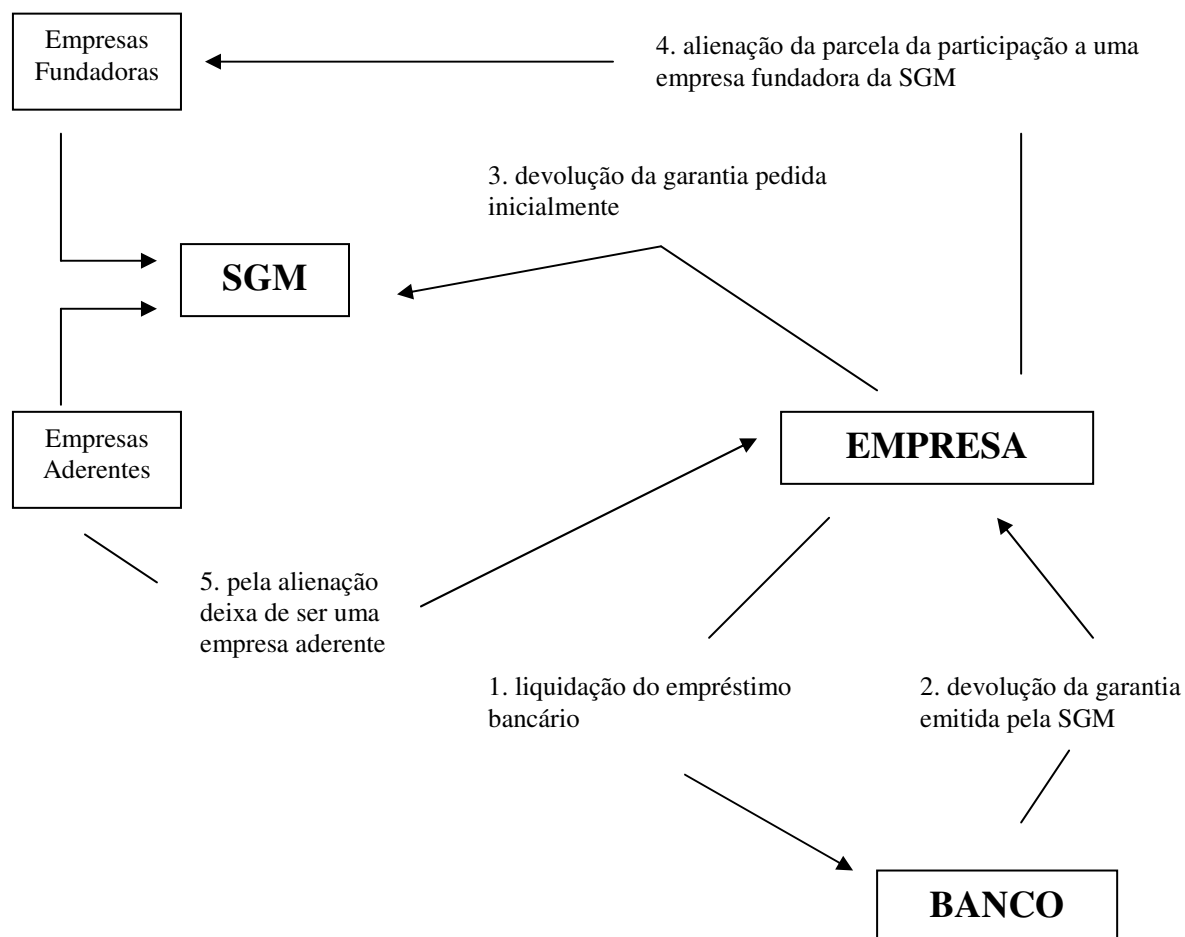 Empresas
Fundadoras
4. alienação da parcela da participação a uma
empresa fundadora da SGM
3. devolução da garantia pedida
inicialmente
SGM
Empresas
Aderentes
EMPRESA
5. pela alienação
deixa de ser uma
empresa aderente
1. liquidação do empréstimo
bancário
2. devolução da garantia
emitida pela SGM
BANCO